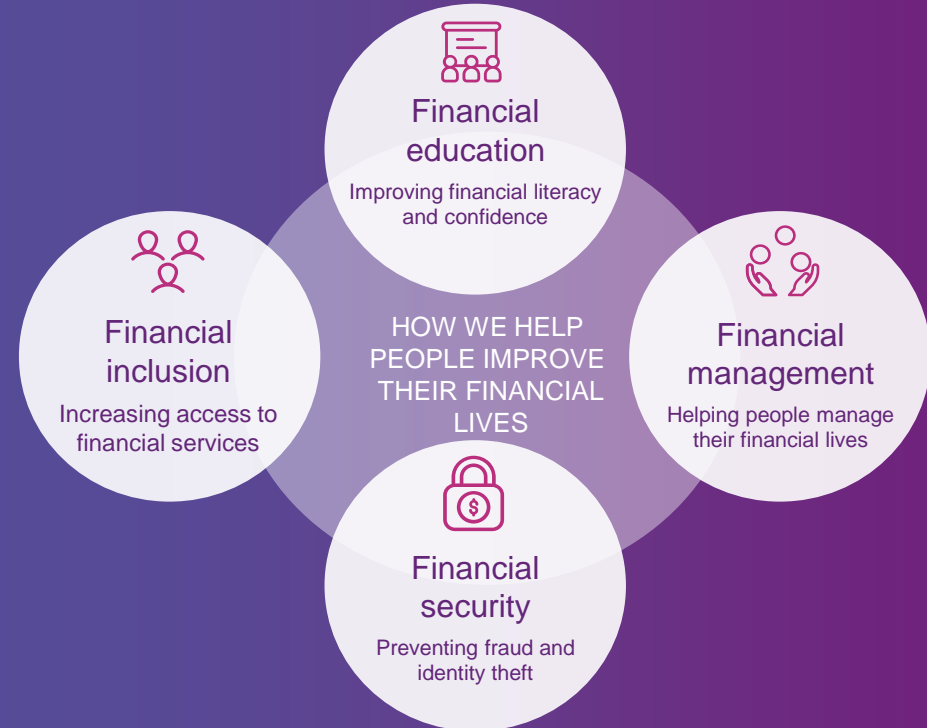 Financial
education
Improving financial literacy
and confidence
Financial
inclusion
Increasing access to
financial services
HOW WE HELP
PEOPLE IMPROVE
THEIR FINANCIAL
LIVES
Financial
management
Helping people manage
their financial lives
$
Financial
security
Preventing fraud and
identity theft